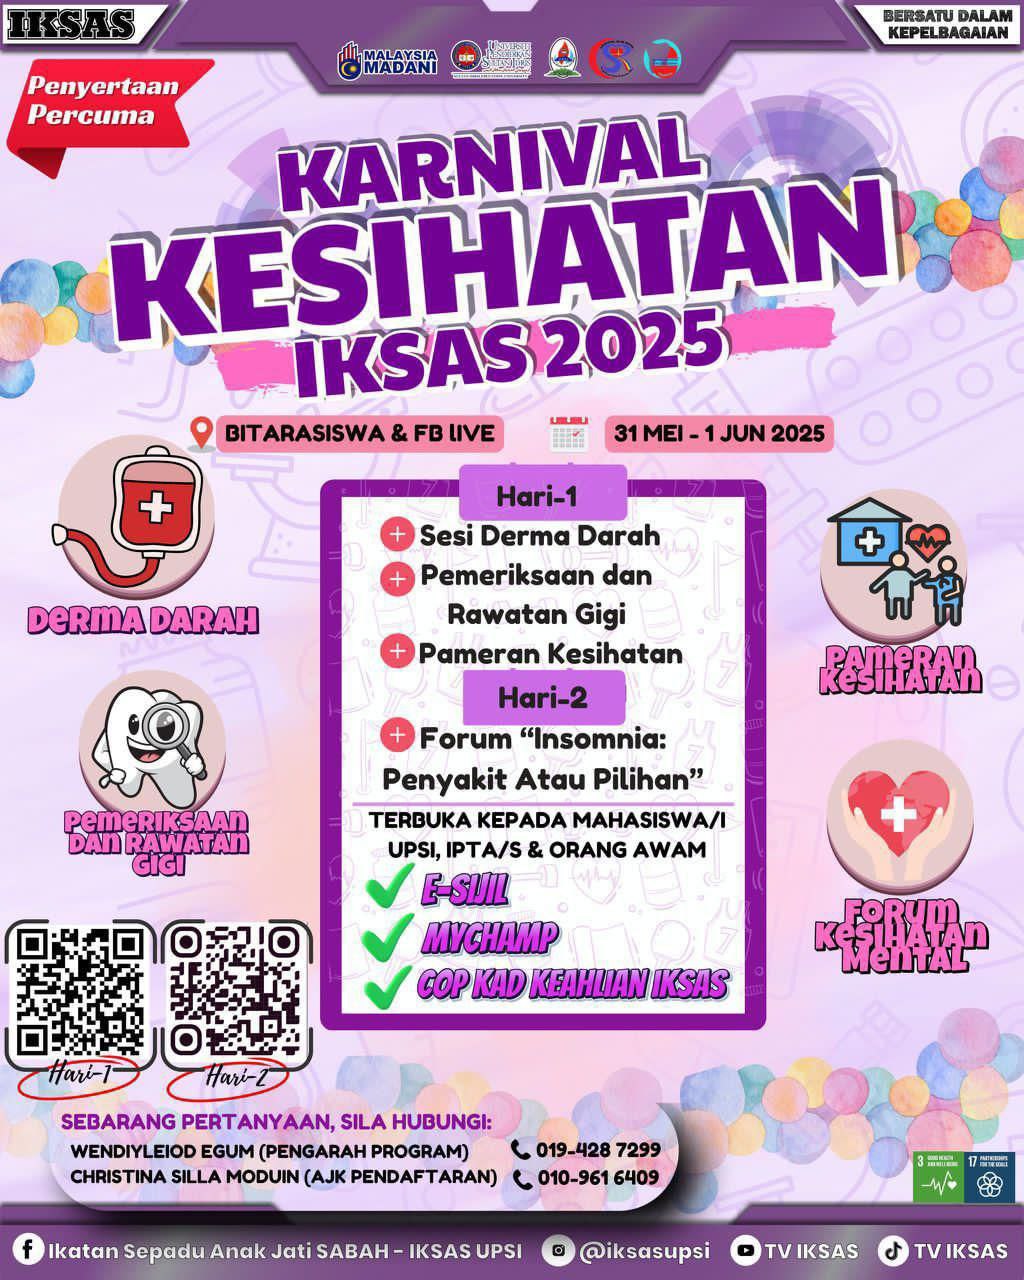 IKSAS
BERSATU DALAM
KEPELBAGAIAN
MALAYSIA
MADANI
UNIVERSITI
PENDIDIKAN
SULTAN IDRIS
Penyertaan
Percuma
KARNIVAL
KESIHATAN
IKSAS 2025
BITARASISWA & FB lIVE
31 MEI - 1 JUN 2025
Hari-1
Sesi Derma Darah
Pemeriksaan dan
Rawatan Gigi
Pameran Kesihatan
Hari-2
Forum “Insomnia:
Penyakit Atau Pilihan”
TERBUKA KEPADA MAHASISWA/I
UPSI, IPTA/S & ORANG AWAM
E-SIJIL
MYCHAMP
COP KAD KEAHLIAN IKSAS
DERMA DARAH
PEMERIKSAAN
DAN RAWATAN
GIGI
PAMERAN
KESIHATAN
FORUM
KESIHATAN
MENTAL
Hari-1
Hari-2
SEBARANG PERTANYAAN, SILA HUBUNGI:
WENDIYLEIOD EGUM (PENGARAH PROGRAM) 019-428 7299
CHRISTINA SILLA MODUIN (AJK PENDAFTARAN) 010-961 6409
3 GOOD HEALTH
AND WELL-BEING
17 PARTNERSHIPS
FOR THE GOALS
Ikatan Sepadu Anak Jati SABAH - IKSAS UPSI @iksasupsi TV IKSAS TV IKSAS